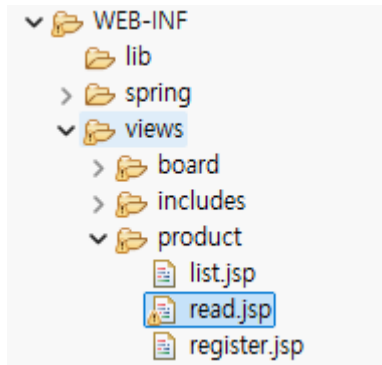 WEB-INF
lib
spring
views
board
includes
product
list.jsp
read.jsp
register.jsp